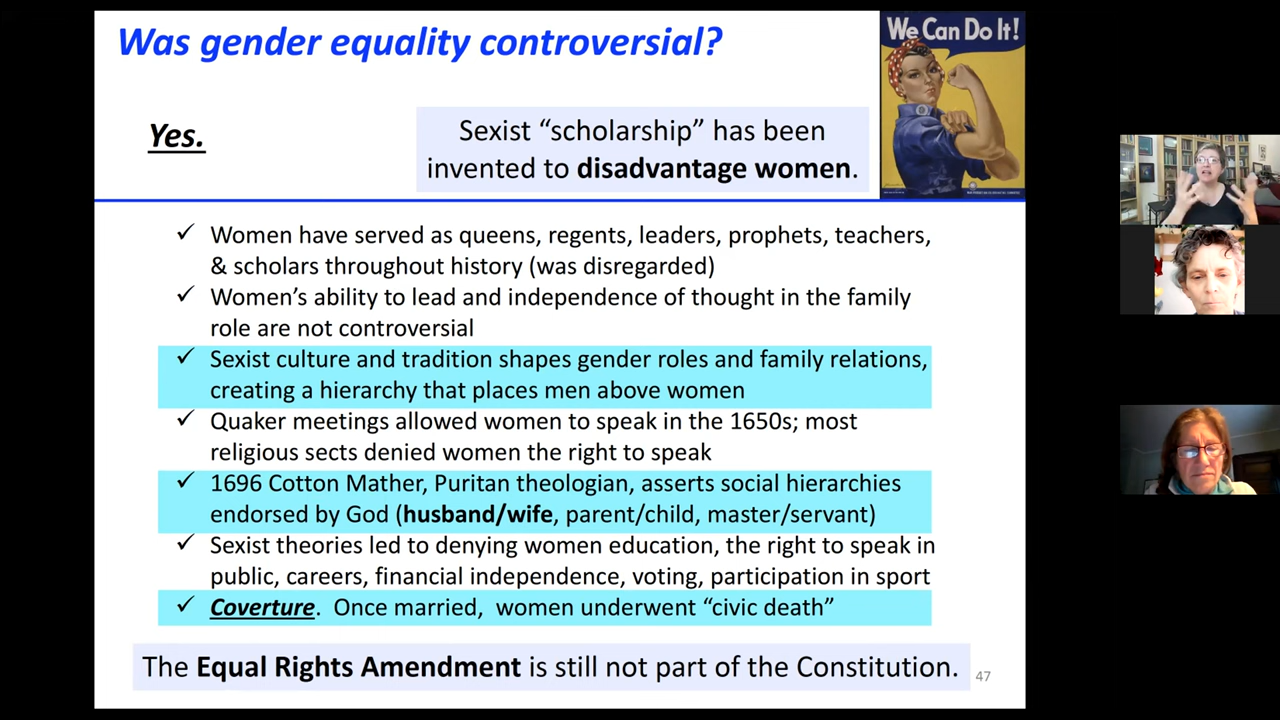 Was gender equality controversial?
We Can Do It!
Yes.
Sexist “scholarship” has been
invented to disadvantage women.
✓ Women have served as queens, regents, leaders, prophets, teachers,
& scholars throughout history (was disregarded)
✓ Women’s ability to lead and independence of thought in the family
role are not controversial
✓ Sexist culture and tradition shapes gender roles and family relations,
creating a hierarchy that places men above women
✓ Quaker meetings allowed women to speak in the 1650s; most
religious sects denied women the right to speak
✓ 1696 Cotton Mather, Puritan theologian, asserts social hierarchies
endorsed by God (husband/wife, parent/child, master/servant)
✓ Sexist theories led to denying women education, the right to speak in
public, careers, financial independence, voting, participation in sport
✓ Coverture. Once married, women underwent “civic death”
The Equal Rights Amendment is still not part of the Constitution.
47